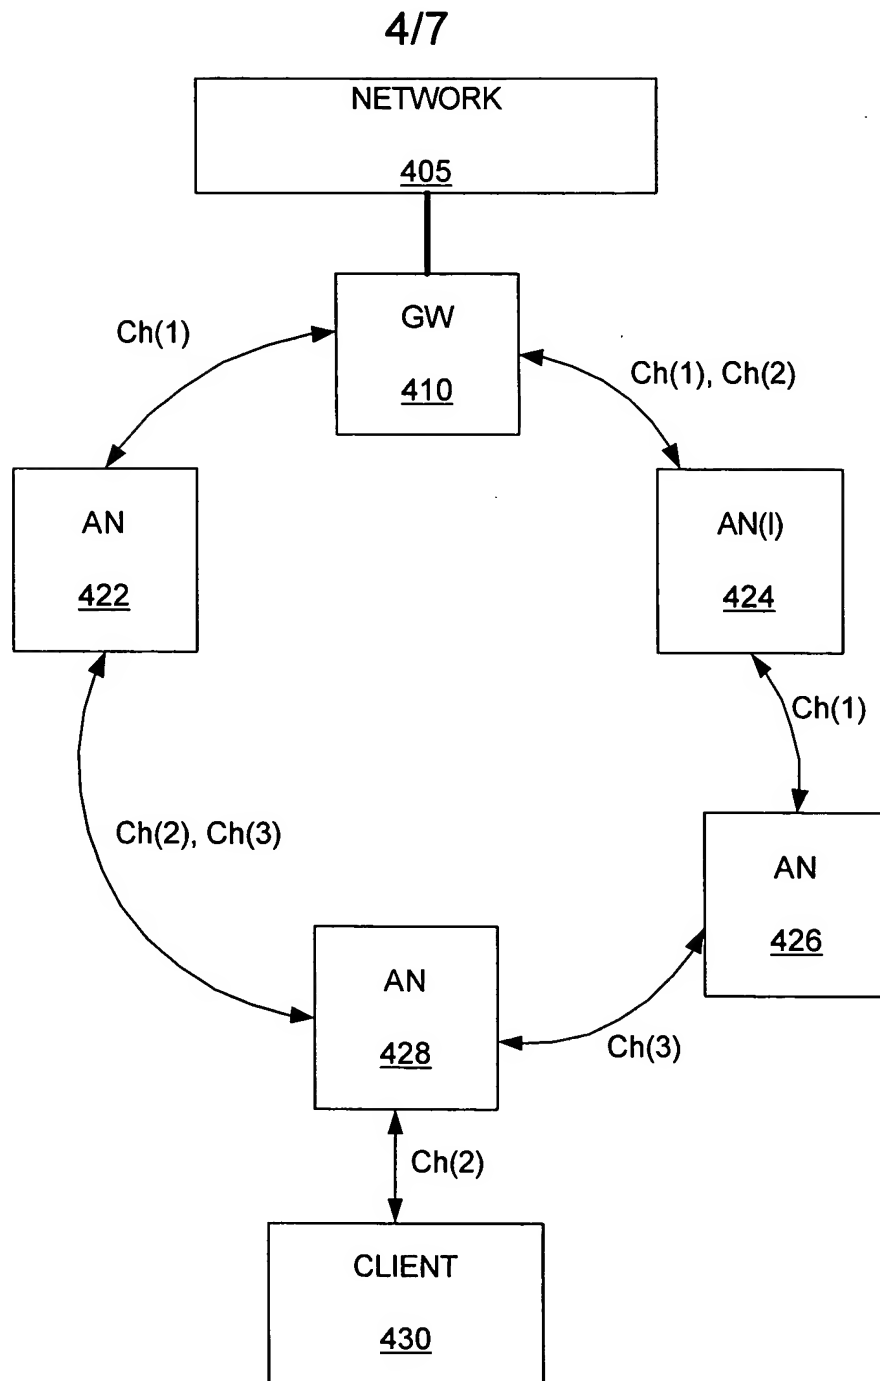 4/7
NETWORK
405
GW
410
Ch(1)
Ch(1), Ch(2)
AN
422
AN(I)
424
Ch(1)
Ch(2), Ch(3)
AN
426
AN
428
Ch(3)
Ch(2)
CLIENT
430